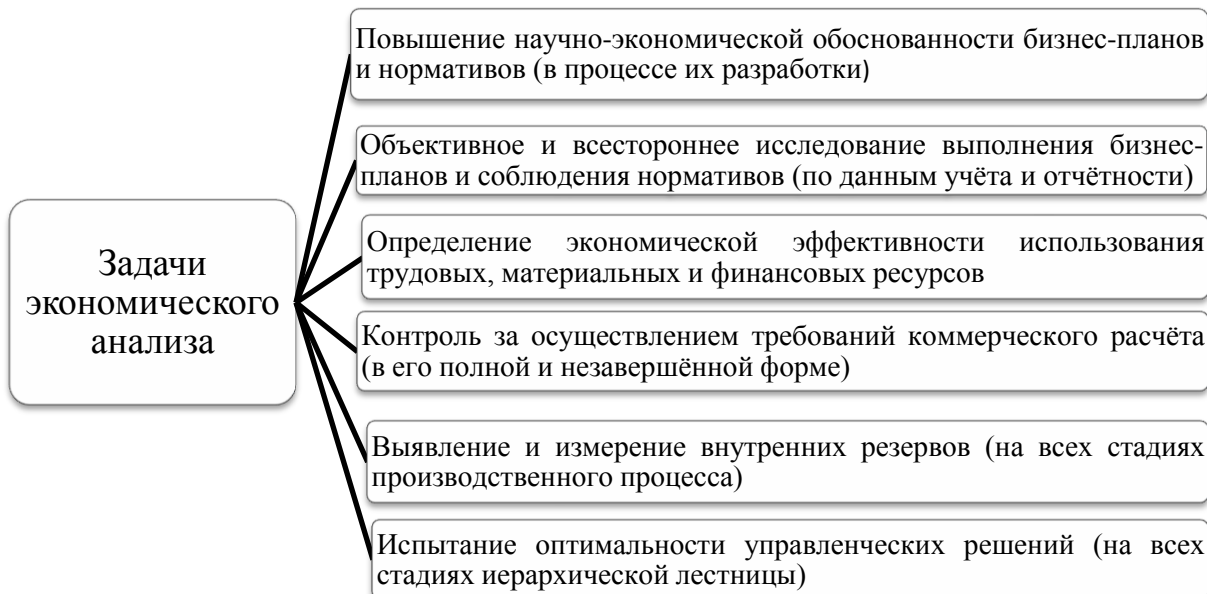 Задачи
экономического
анализа
Повышение научно-экономической обоснованности бизнес-планов
и нормативов (в процессе их разработки)
Объективное и всестороннее исследование выполнения бизнес-
планов и соблюдения нормативов (по данным учёта и отчётности)
Определение экономической эффективности использования
трудовых, материальных и финансовых ресурсов
Контроль за осуществлением требований коммерческого расчёта
(в его полной и незавершённой форме)
Выявление и измерение внутренних резервов (на всех стадиях
производственного процесса)
Испытание оптимальности управленческих решений (на всех
стадиях иерархической лестницы)